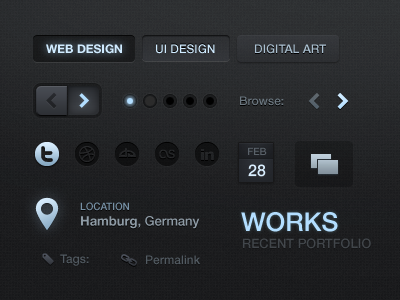 WEB DESIGN UI DESIGN DIGITAL ART
Browse:
FEB
28
LOCATION
Hamburg, Germany
WORKS
RECENT PORTFOLIO
Tags: Permalink